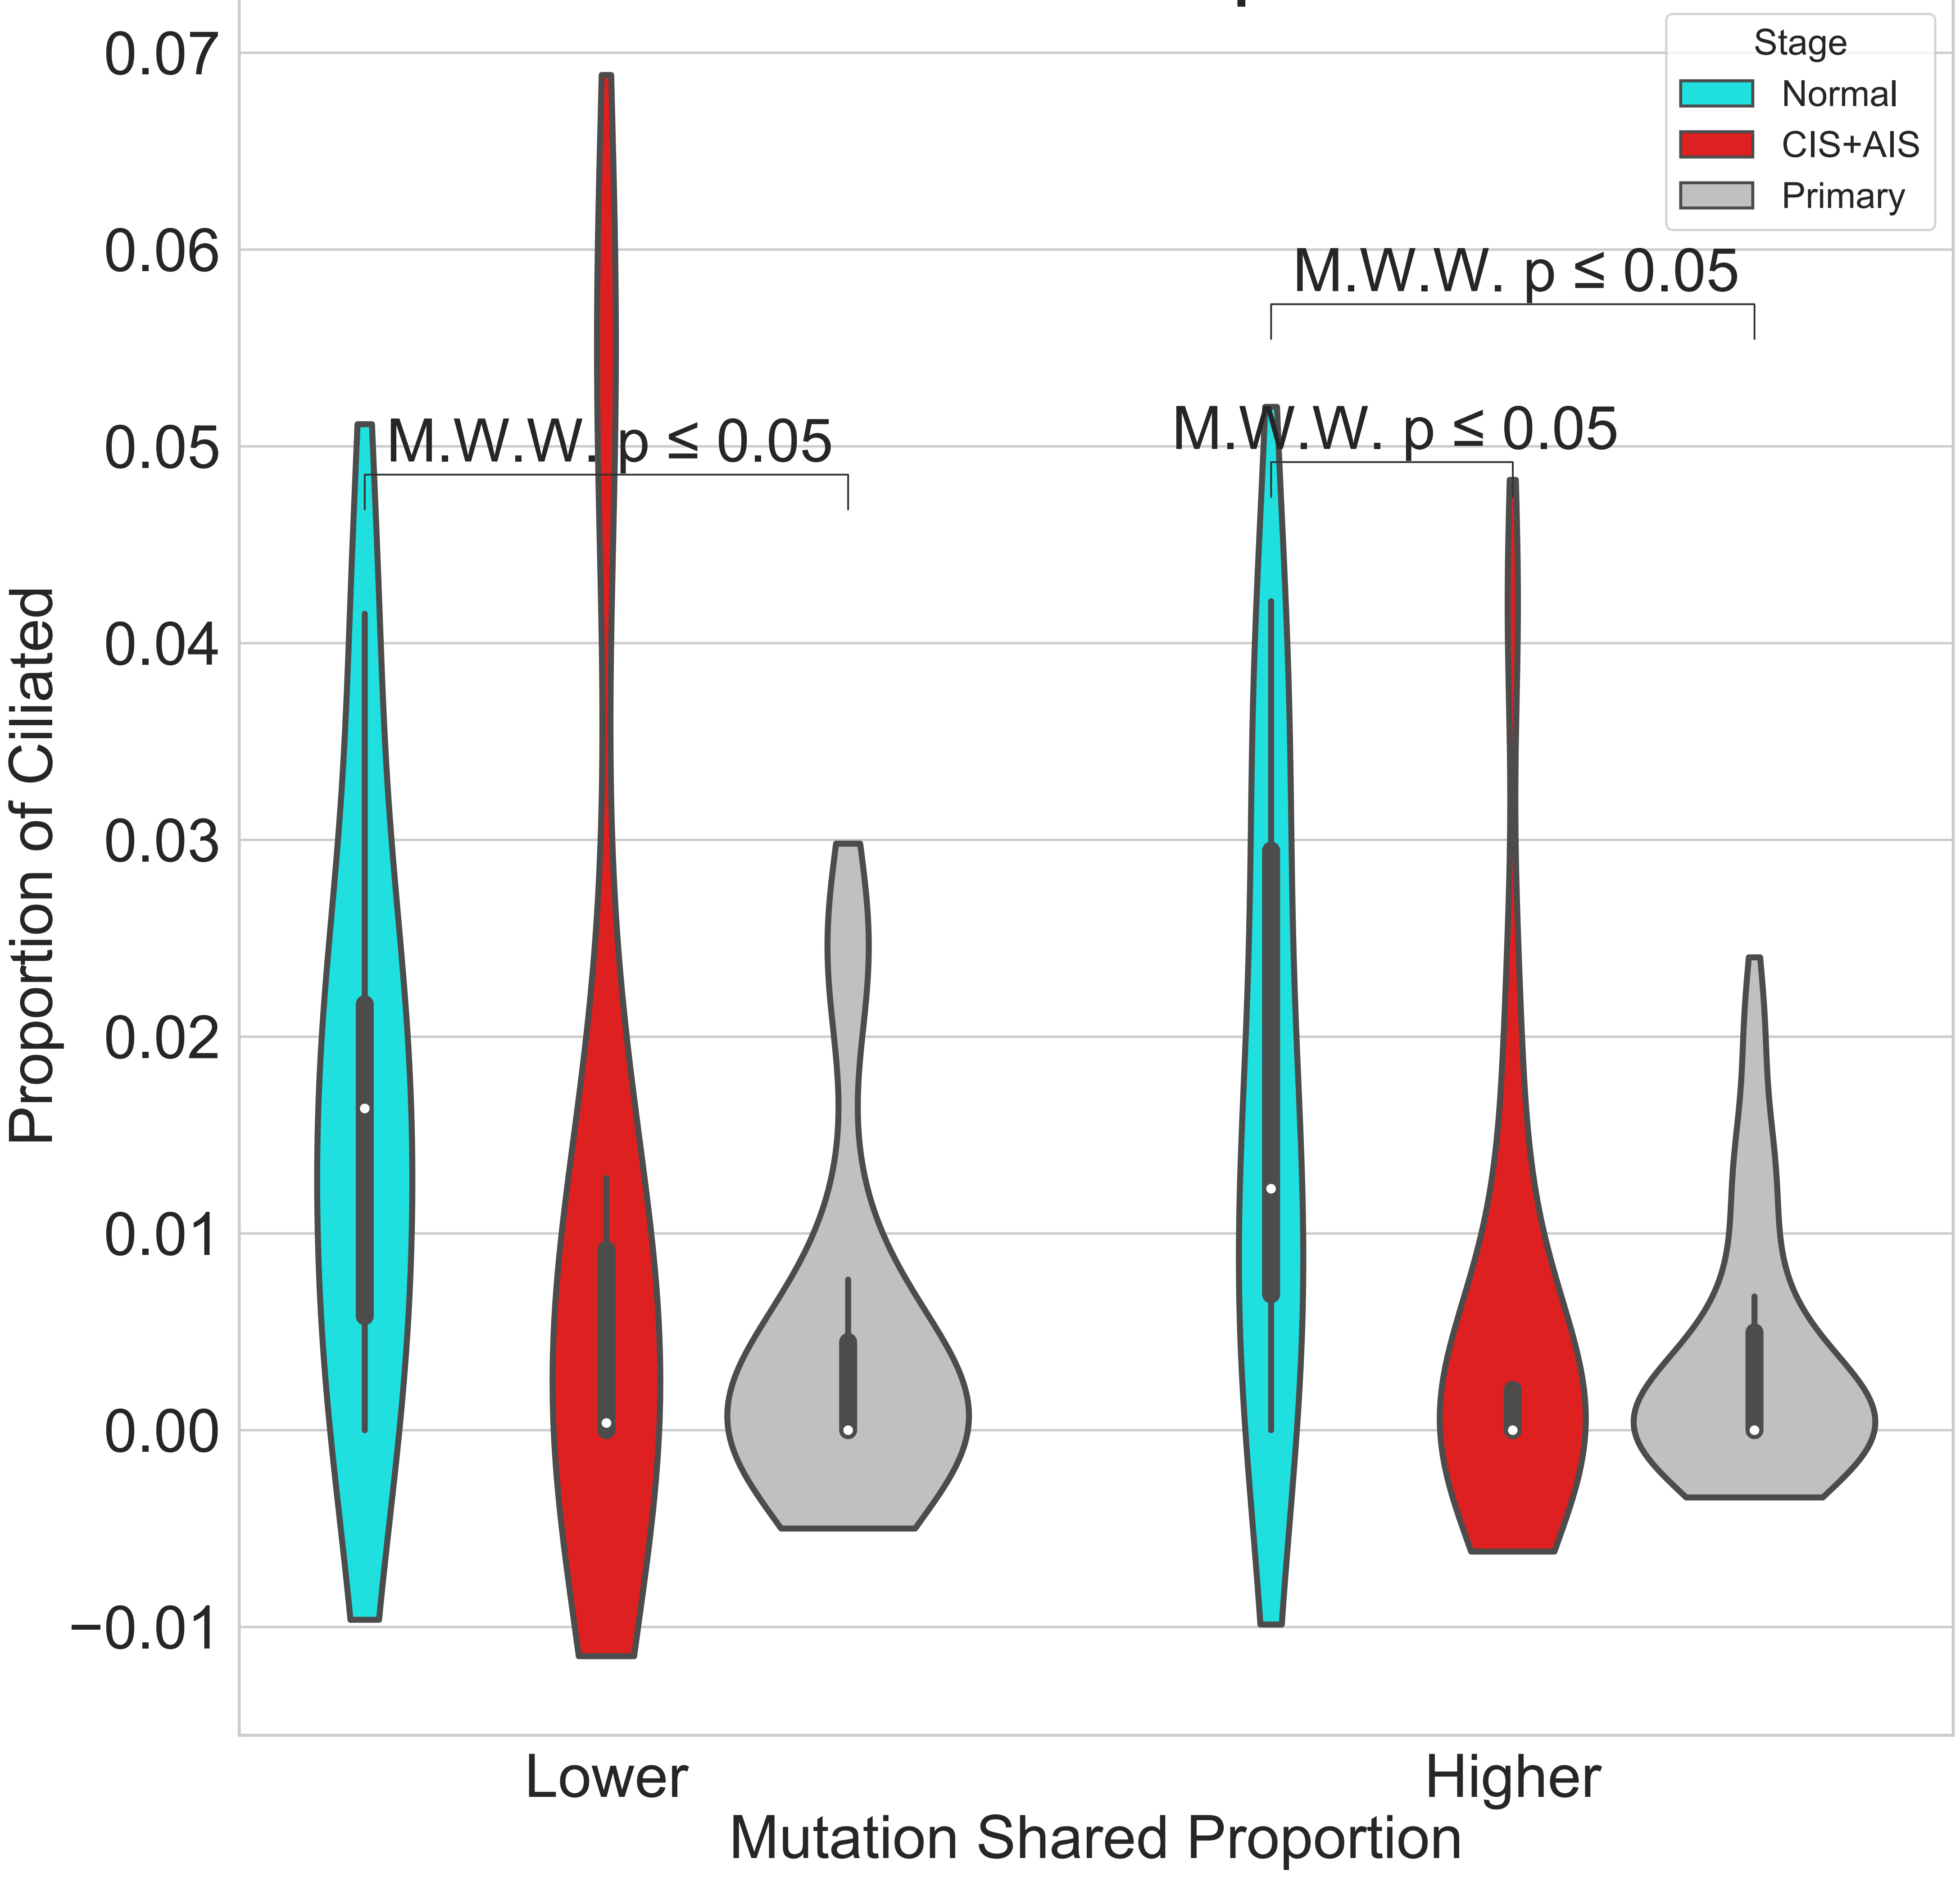 Stage
Normal
CIS+AIS
Primary
0.07
0.06
0.05
0.04
0.03
0.02
0.01
0.00
−0.01
Proportion of Ciliated
M.W.W. p ≤ 0.05
M.W.W. p ≤ 0.05
M.W.W. p ≤ 0.05
Lower
Higher
Mutation Shared Proportion